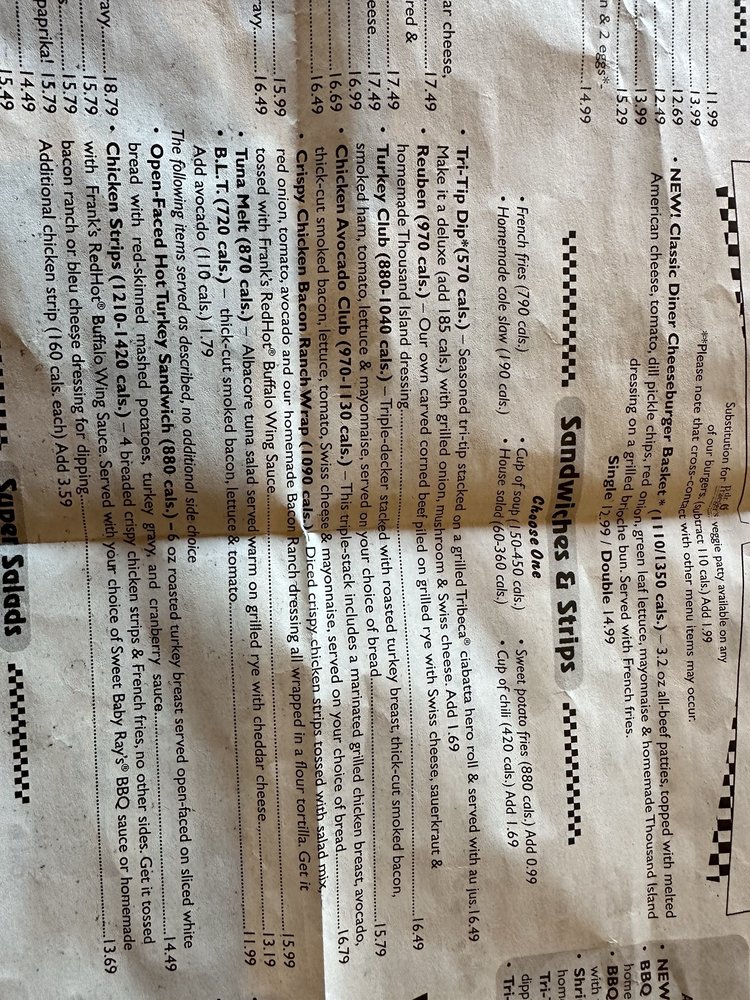 ar cheese,
17.49
red &
17.49
eese
17.49
16.99
16.69
16.49
15.99
16.49
avy.
18.79
15.79
15.79
paprika!
15.79
14.49
15.49
n & 2 eggs*-
14.99
11.99
13.99
12.69
12.49
13.99
15.29
Substitution for
veggie patty available on any
of our burgers. (subtract 110 cals.) Add 1.99
**Please note that cross-contact with other menu items may occur.
• NEW! Classic Diner Cheeseburger Basket * (1110/1350 cals.) – 3.2 oz all-beef patties, topped with melted
American cheese, tomato, dill pickle chips, red onion, green leaf lettuce, mayonnaise & homemade Thousand Island
dressing on a grilled brioche bun. Served with French fries.
Single 12.99 / Double 14.99
Sandwiches & Strips
Choose One
• French fries (790 cals.)
• Cup of soup (150-450 cals.)
• Sweet potato fries (880 cals.) Add 0.99
• Homemade cole slaw (190 cals.)
• House salad (60-360 cals.)
• Cup of chili (420 cals.) Add 1.69
• Tri-Tip Dip*(570 cals.) – Seasoned tri-tip stacked on a grilled Tribeca® ciabatta hero roll & served with au jus.16.49
Make it a deluxe (add 185 cals.) with grilled onion, mushroom & Swiss cheese. Add 1.69
• Reuben (970 cals.) – Our own carved corned beef piled on grilled rye with Swiss cheese, sauerkraut &
homemade Thousand Island dressing. 16.49
• Turkey Club (880-1040 cals.) – Triple-decker stacked with roasted turkey breast, thick-cut smoked bacon,
smoked ham, tomato, lettuce & mayonnaise, served on your choice of bread 15.79
• Chicken Avocado Club (970-1130 cals.) – This triple-stack includes a marinated grilled chicken breast, avocado,
thick-cut smoked bacon, lettuce, tomato, Swiss cheese & mayonnaise, served on your choice of bread 16.79
• Crispy Chicken Bacon Ranch Wrap (1090 cals.) – Diced crispy chicken strips tossed with salad mix,
red onion, tomato, avocado and our homemade Bacon Ranch dressing all wrapped in a flour tortilla. Get it
tossed with Frank's RedHot® Buffalo Wing Sauce 15.99
• Tuna Melt (870 cals.) – Albacore tuna salad served warm on grilled rye with cheddar cheese 13.19
• B.L.T. (720 cals.) – thick-cut smoked bacon, lettuce & tomato 11.99
Add avocado (110 cals.) 1.79
The following items served as described, no additional side choice
• Open-Faced Hot Turkey Sandwich (880 cals.) – 6 oz roasted turkey breast served open-faced on sliced white
bread with red-skinned mashed potatoes, turkey gravy, and cranberry sauce 14.49
• Chicken Strips (1210-1420 cals.) – 4 breaded crispy chicken strips & French fries, no other sides. Get it tossed
with Frank's RedHot® Buffalo Wing Sauce. Served with your choice of Sweet Baby Ray's® BBQ sauce or homemade
bacon ranch or bleu cheese dressing for dipping 13.69
Additional chicken strip (160 cals. each) Add 3.59
Super Salads
• NEW
BBQ
• BBQ
home
with
• Shri
hom
• Tri-
dipp
• Tri-